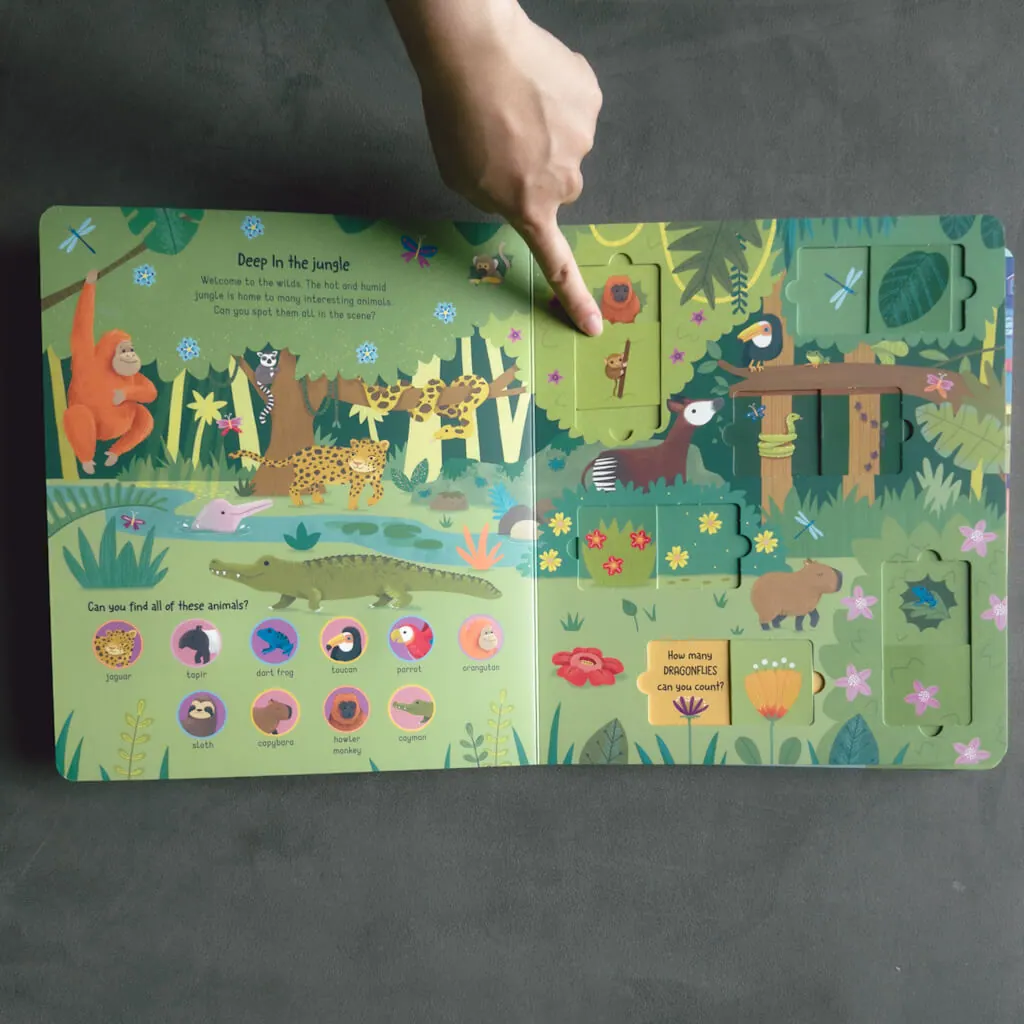 Deep In the jungle
Welcome to the wilds. The hot and humid
jungle is home to many interesting animals.
Can you spot them all in the scene?
Can you find all of these animals?
jaguar
tapir
dart frog
toucan
parrot
orangutan
sloth
capybara
howler
monkey
cayman
How many
DRAGONFLIES
can you count?